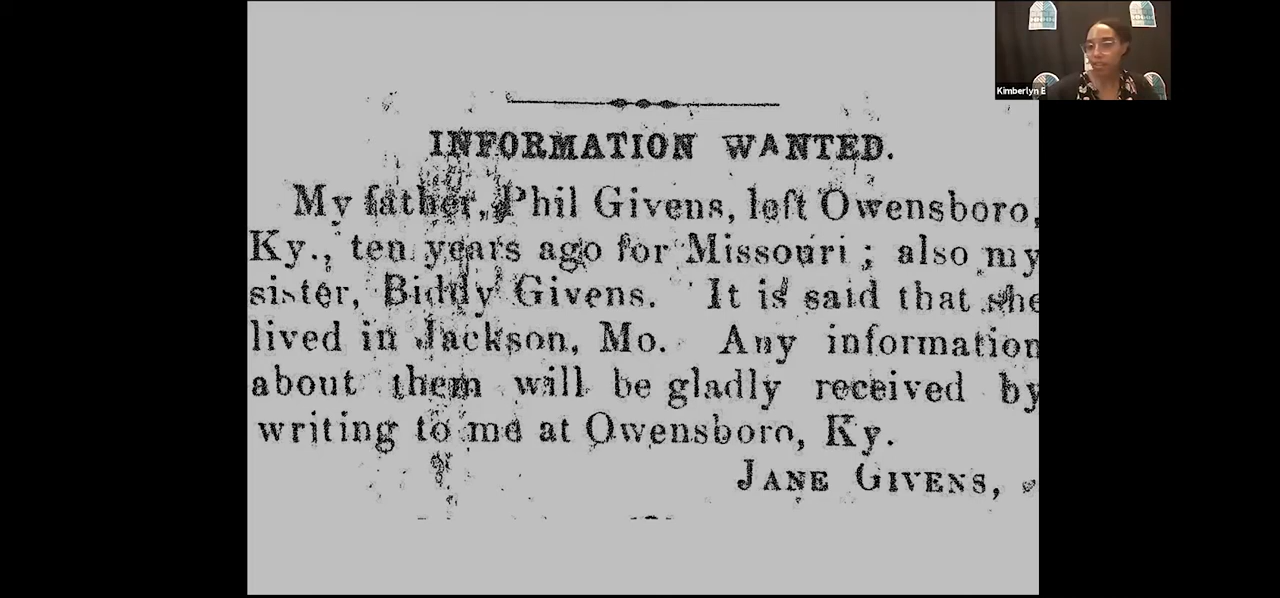 Kimberlyn E
INFORMATION WANTED.
My father, Phil Givens, left Owensboro,
Ky., ten years ago for Missouri ; also my
sister, Biddy Givens. It is said that she
lived in Jackson, Mo. Any information
about them will be gladly received by
writing to me at Owensboro, Ky.
JANE GIVENS,